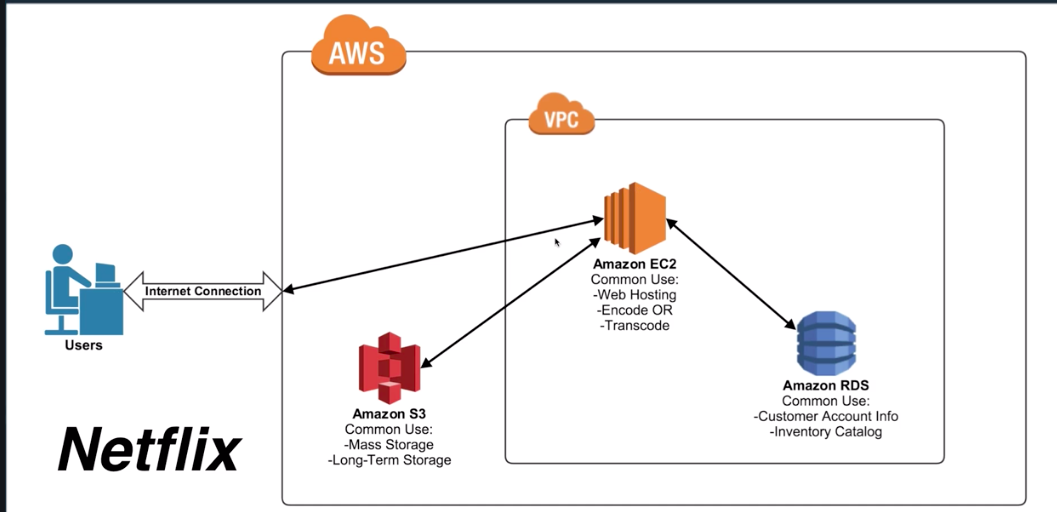 AWS
VPC
Amazon EC2
Common Use:
-Web Hosting
-Encode OR
-Transcode
Internet Connection
Users
Amazon S3
Common Use:
-Mass Storage
-Long-Term Storage
Amazon RDS
Common Use:
-Customer Account Info
-Inventory Catalog
Netflix